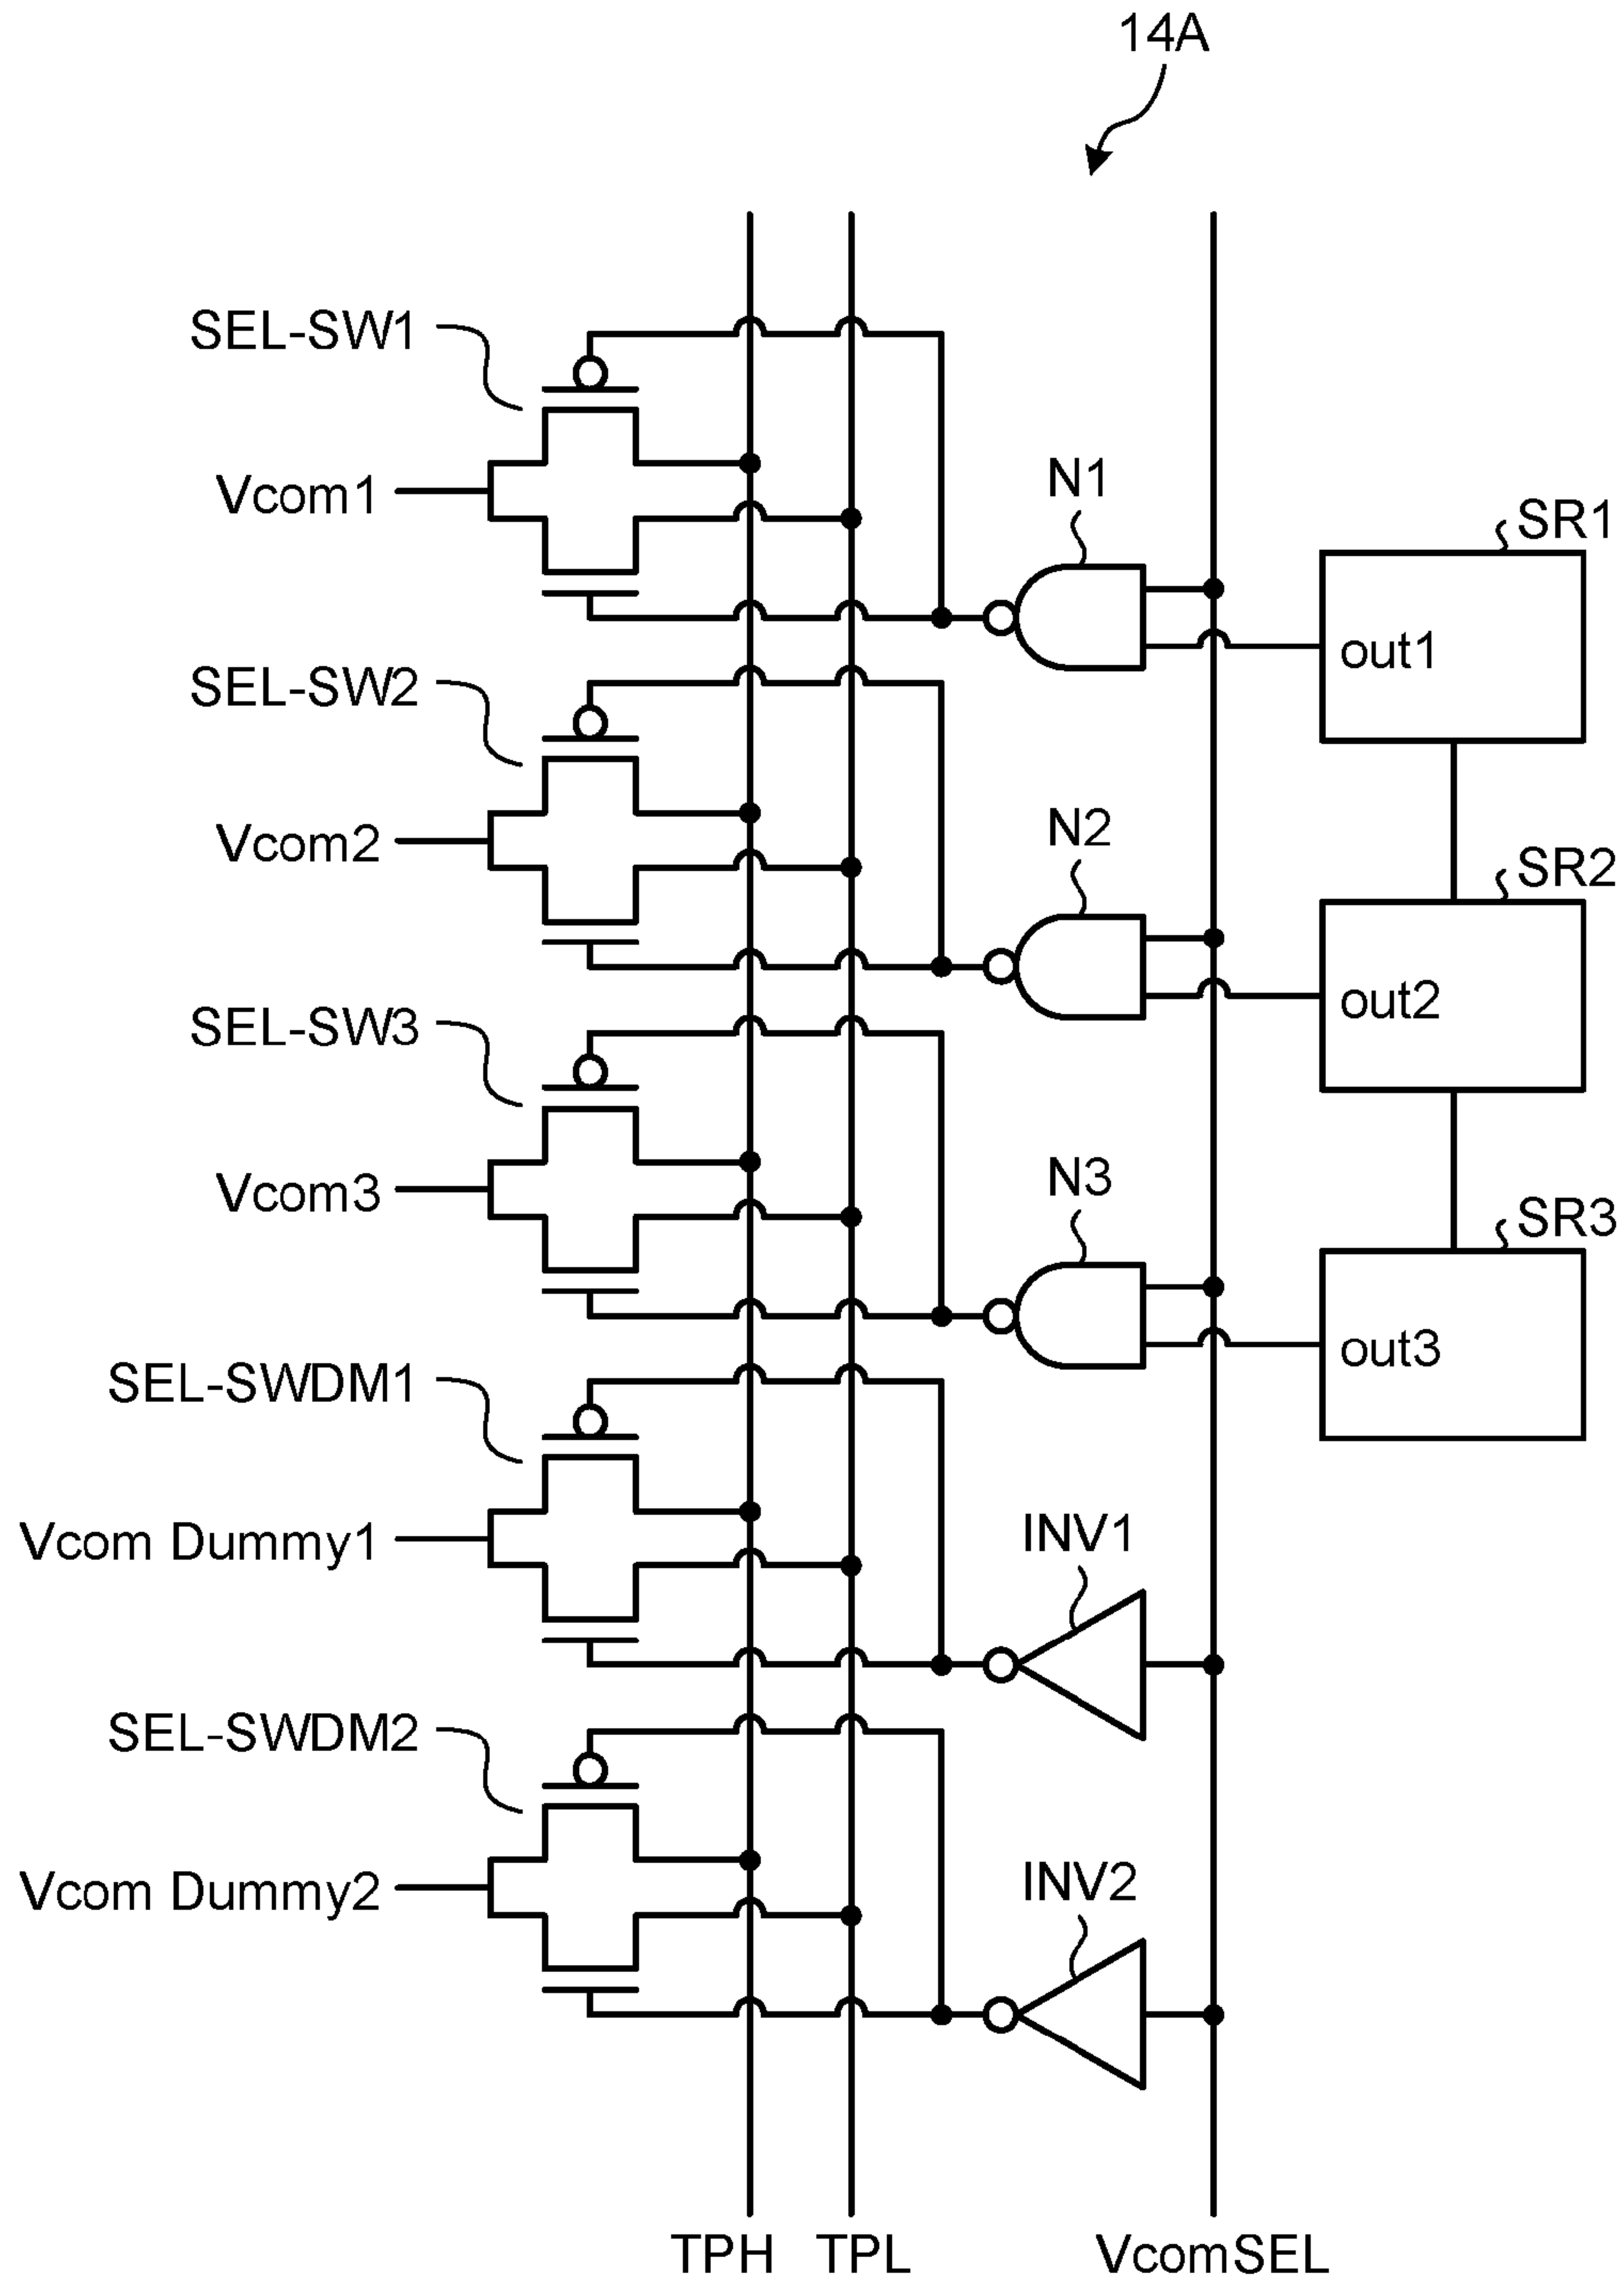 14A
SEL-SW1
Vcom1
N1
SR1
out1
SEL-SW2
Vcom2
N2
SR2
out2
SEL-SW3
Vcom3
N3
SR3
out3
SEL-SWDM1
Vcom Dummy1
INV1
SEL-SWDM2
Vcom Dummy2
INV2
TPH TPL VcomSEL